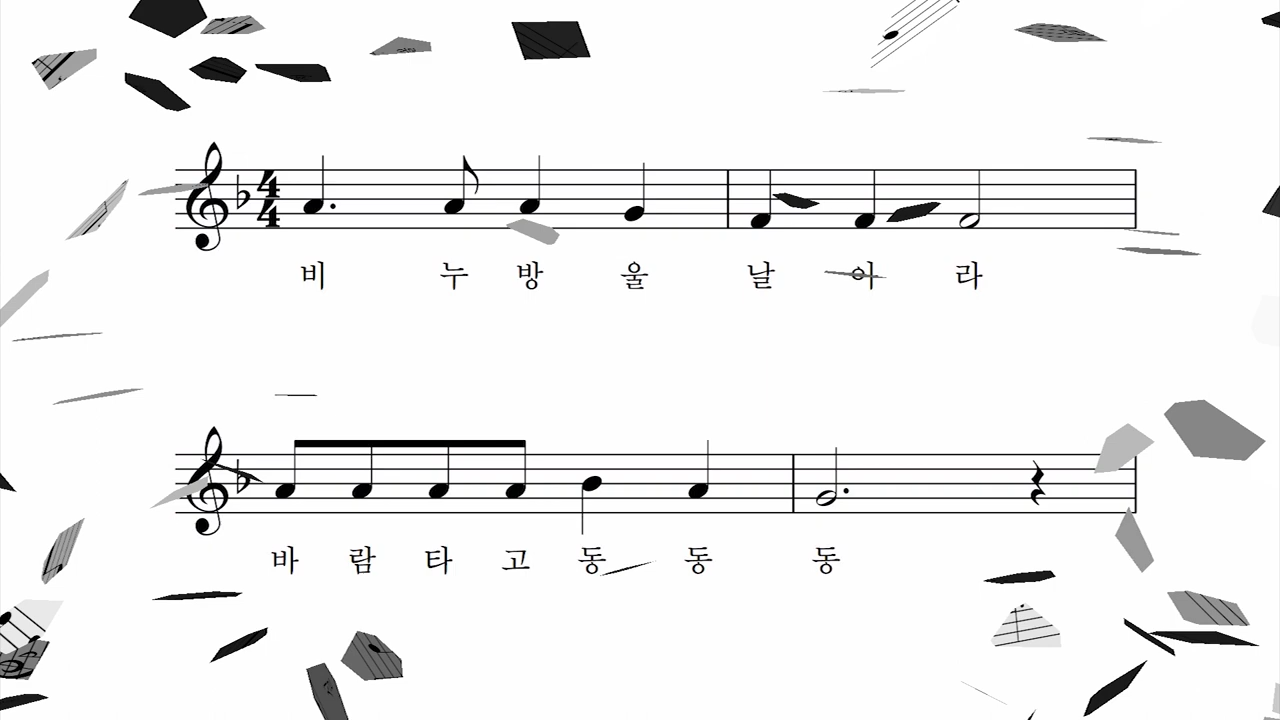 비 누 방 울 날 아 라
바 람 타 고 동 동 동